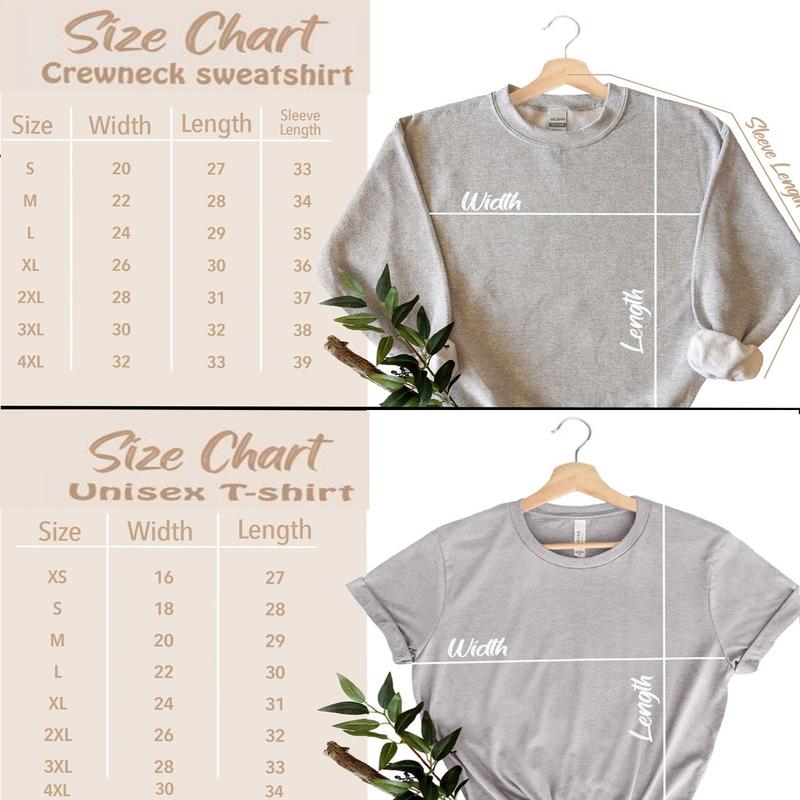 Size Chart
Crewneck sweatshirt
Size Width Length Sleeve Length
S 20 27 33
M 22 28 34
L 24 29 35
XL 26 30 36
2XL 28 31 37
3XL 30 32 38
4XL 32 33 39
GILDAN
Width
Length
Sleeve Length
Size Chart
Unisex T-shirt
Size Width Length
XS 16 27
S 18 28
M 20 29
L 22 30
XL 24 31
2XL 26 32
3XL 28 33
4XL 30 34
Width
Length